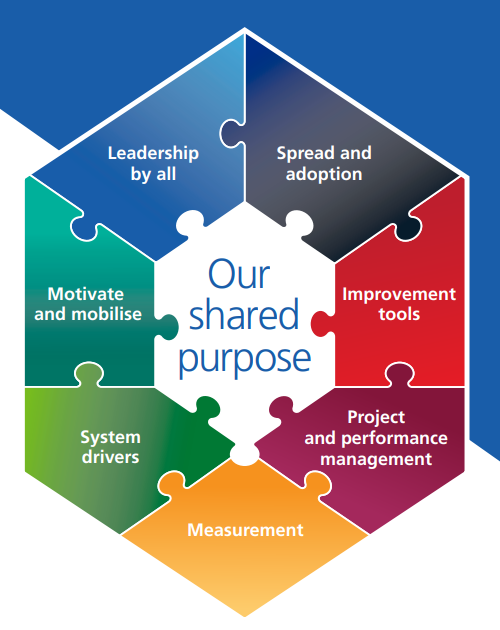 Leadership
by all
Spread and
adoption
Our
shared
purpose
Motivate
and mobilise
Improvement
tools
System
drivers
Project
and performance
management
Measurement